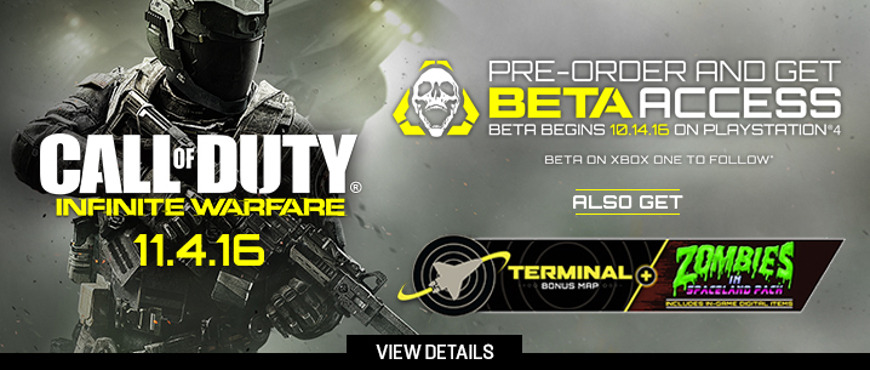 CALL OF DUTY®
INFINITE WARFARE
11.4.16
PRE-ORDER AND GET
BETA ACCESS
BETA BEGINS 10.14.16 ON PLAYSTATION®4
BETA ON XBOX ONE TO FOLLOW*
ALSO GET
TERMINAL
BONUS MAP
+
ZOMBIES
IN
SPACELAND PACK
INCLUDES IN-GAME DIGITAL ITEMS
VIEW DETAILS